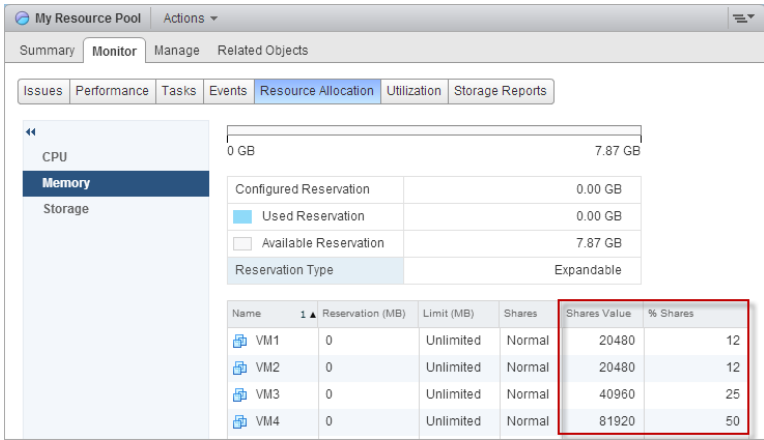 My Resource Pool Actions
Summary Monitor Manage Related Objects
Issues Performance Tasks Events Resource Allocation Utilization Storage Reports
CPU
Memory
Storage
0 GB 7.87 GB
Configured Reservation 0.00 GB
Used Reservation 0.00 GB
Available Reservation 7.87 GB
Reservation Type Expandable
Name 1 ▲ Reservation (MB) Limit (MB) Shares Shares Value % Shares
VM1 0 Unlimited Normal 20480 12
VM2 0 Unlimited Normal 20480 12
VM3 0 Unlimited Normal 40960 25
VM4 0 Unlimited Normal 81920 50